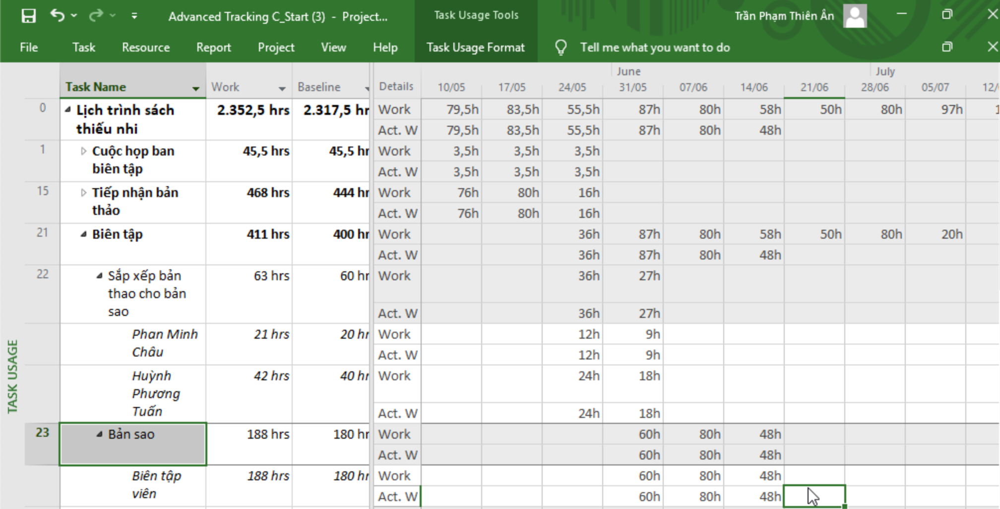 Advanced Tracking C_Start (3) - Project...
Task Usage Tools
Trần Phạm Thiên Ân
File Task Resource Report Project View Help Task Usage Format Tell me what you want to do
June July
Task Name Work Baseline Details 10/05 17/05 24/05 31/05 07/06 14/06 21/06 28/06 05/07 12/
0 Lịch trình sách 2.352,5 hrs 2.317,5 hr Work 79,5h 83,5h 55,5h 87h 80h 58h 50h 80h 97h 1
thiếu nhi Act. W 79,5h 83,5h 55,5h 87h 80h 48h
1 Cuộc họp ban 45,5 hrs 45,5 hr Work 3,5h 3,5h 3,5h
biên tập Act. W 3,5h 3,5h 3,5h
15 Tiếp nhận bản 468 hrs 444 hr Work 76h 80h 16h
thảo Act. W 76h 80h 16h
21 Biên tập 411 hrs 400 hr Work 36h 87h 80h 58h 50h 80h 20h
Act. W 36h 87h 80h 48h
22 Sắp xếp bản 63 hrs 60 hr Work 36h 27h
thao cho bản
sao Act. W 36h 27h
Phan Minh 21 hrs 20 hr Work 12h 9h
Châu Act. W 12h 9h
Huỳnh 42 hrs 40 hr Work 24h 18h
Phương
Tuấn Act. W 24h 18h
23 Bản sao 188 hrs 180 hr Work 60h 80h 48h
Act. W 60h 80h 48h
Biên tập 188 hrs 180 hr Work 60h 80h 48h
viên Act. W 60h 80h 48h
TASK USAGE